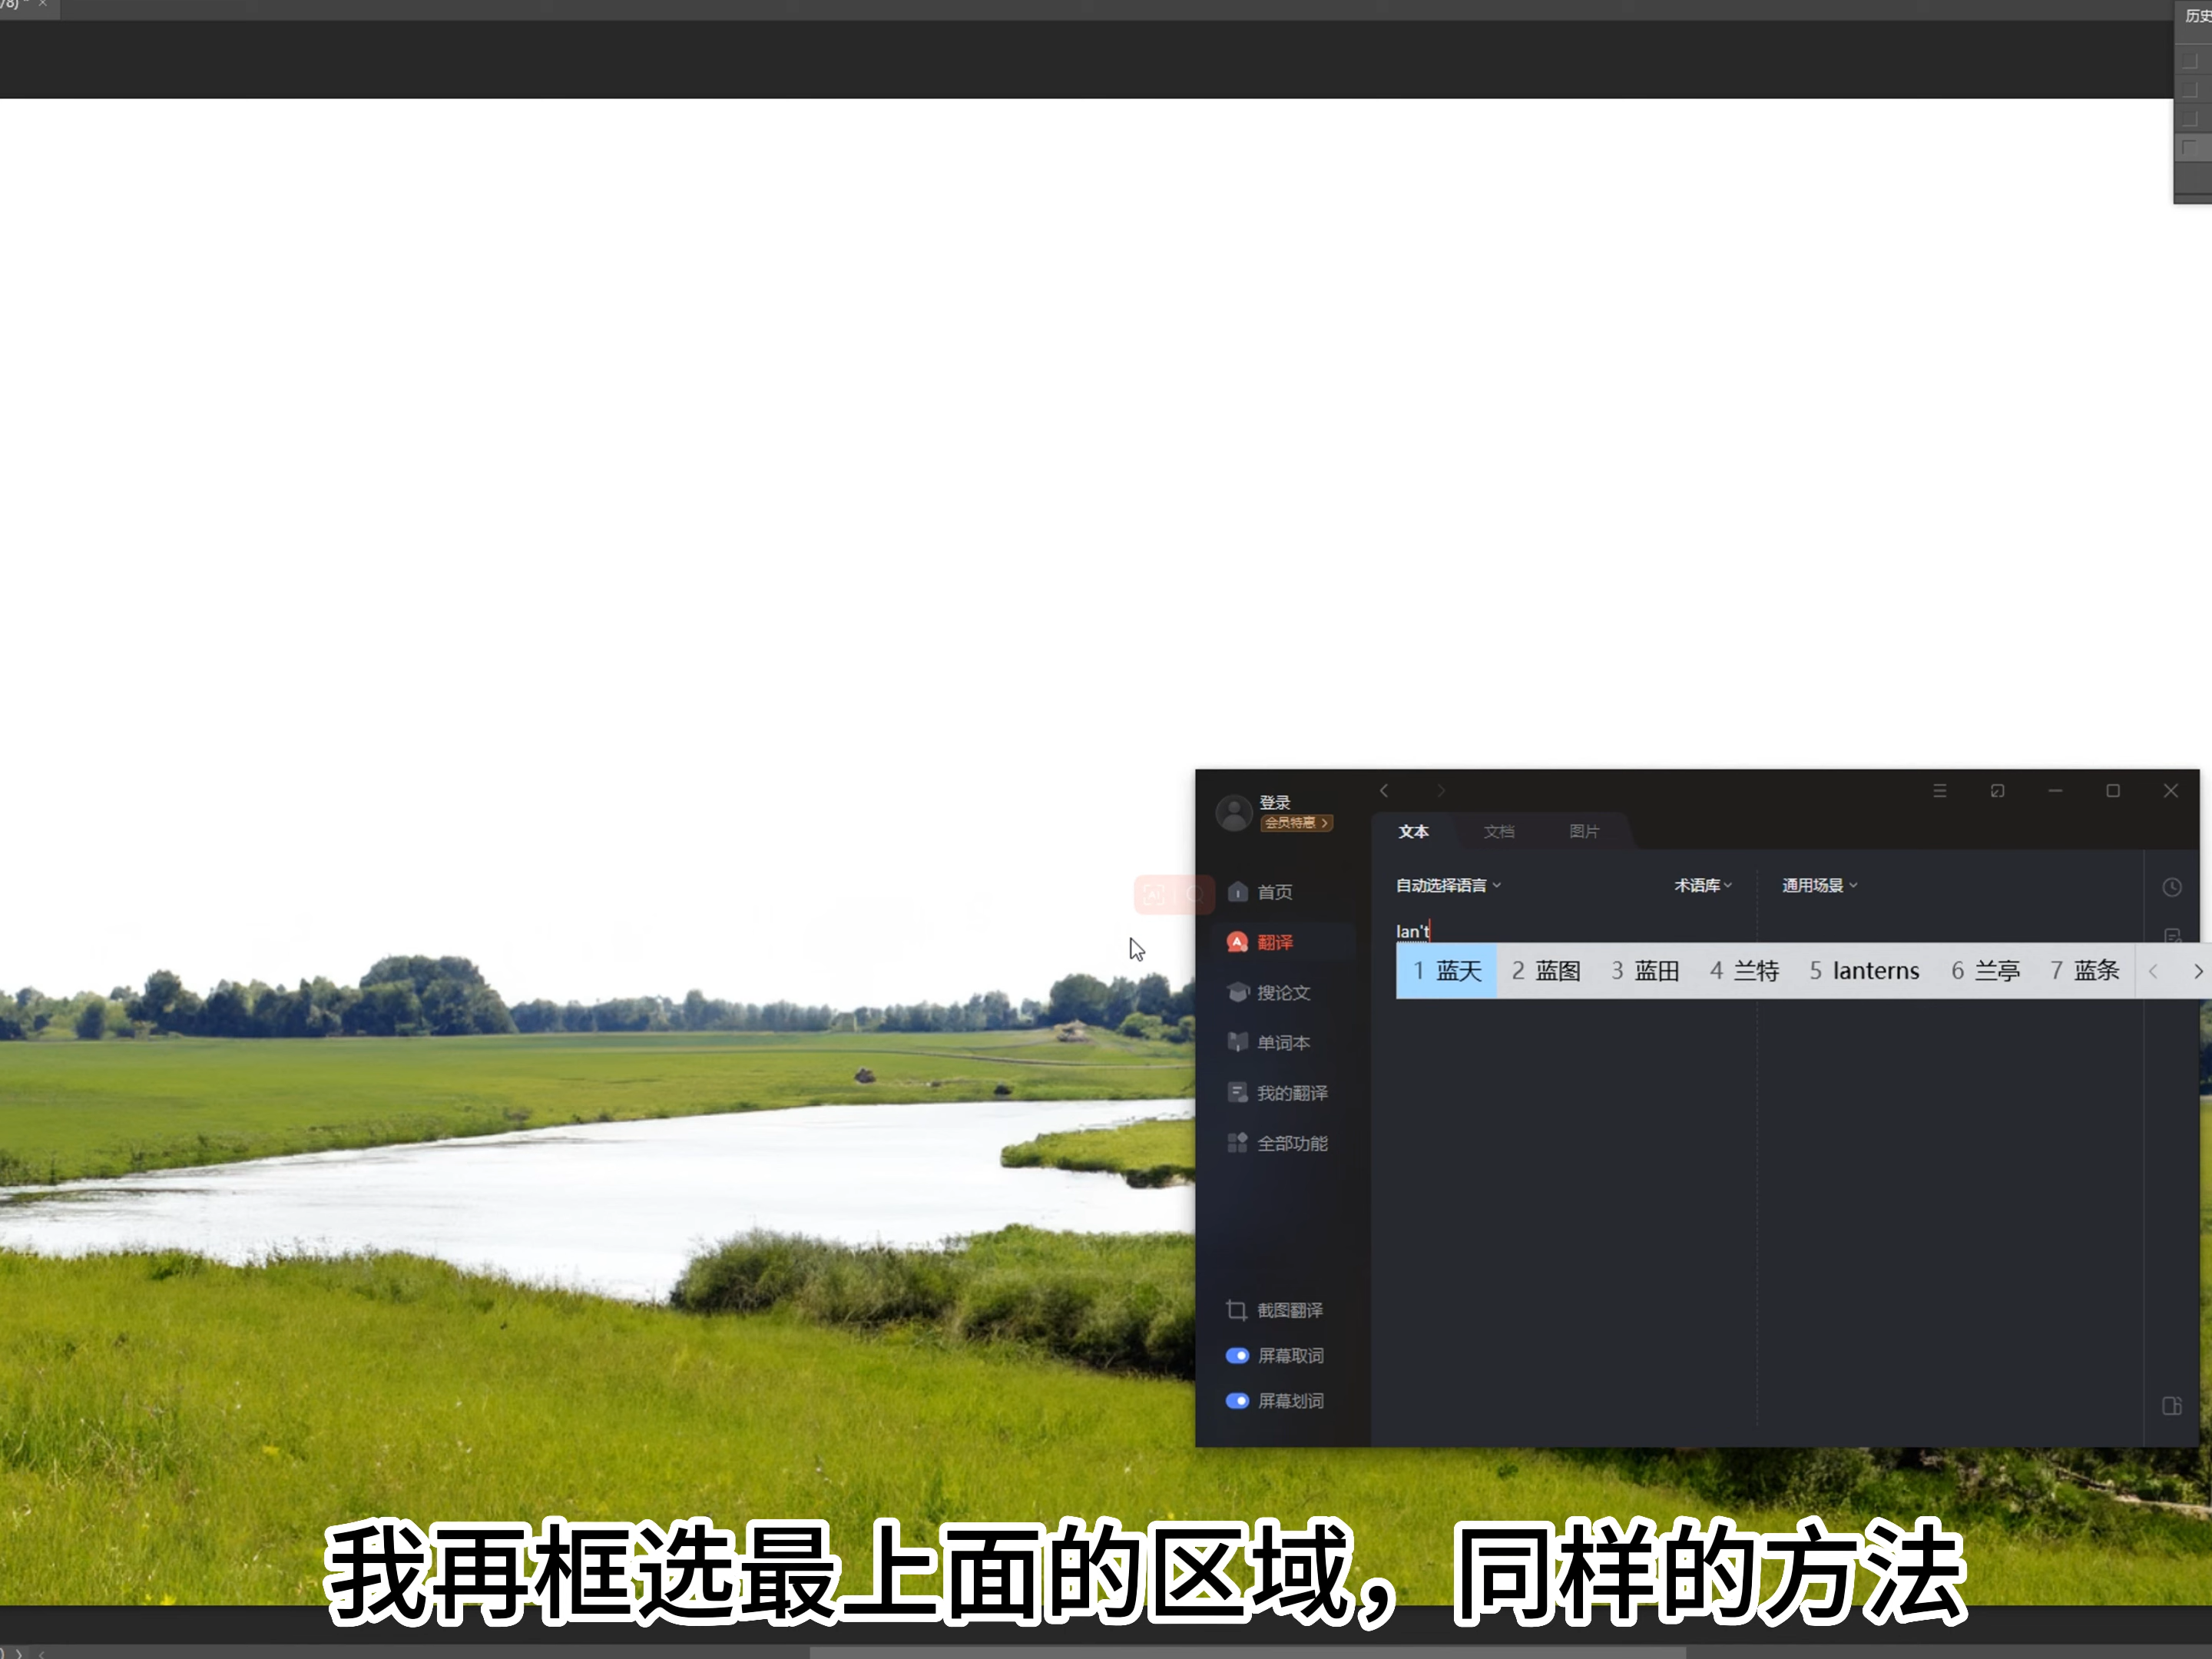 历史
登录
会员特惠
文本 文档 图片
首页
自动选择语言 术语库 通用场景
lan't
翻译
1 蓝天 2 蓝图 3 蓝田 4 兰特 5 lanterns 6 兰亭 7 蓝条
搜论文
单词本
我的翻译
全部功能
截图翻译
屏幕取词
屏幕划词
我再框选最上面的区域，同样的方法